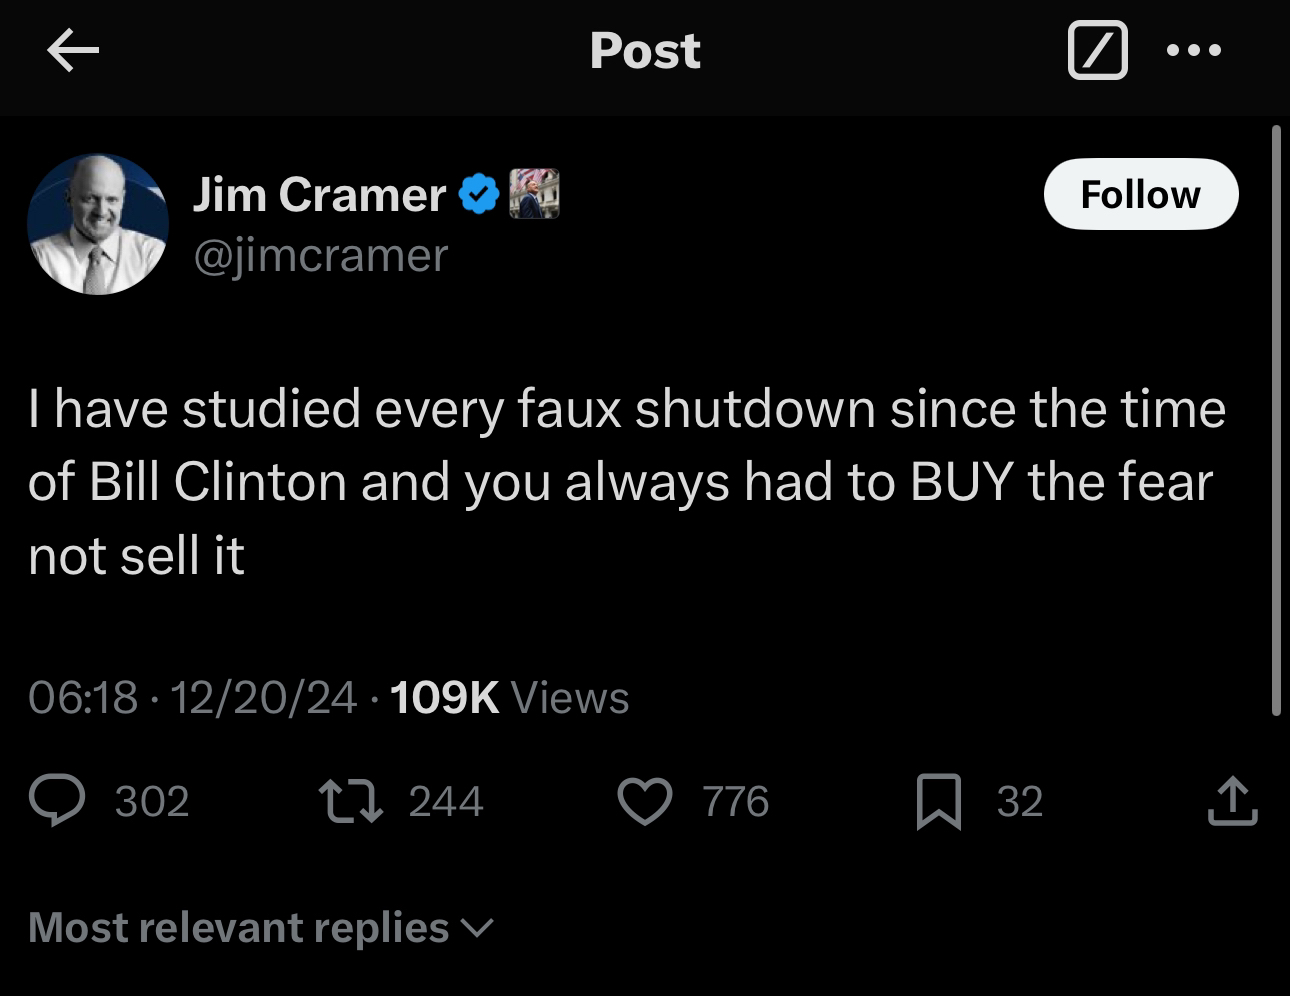 Post
Jim Cramer
Follow
@jimcramer
I have studied every faux shutdown since the time
of Bill Clinton and you always had to BUY the fear
not sell it
06:18 · 12/20/24 · 109K Views
302 244 776 32
Most relevant replies